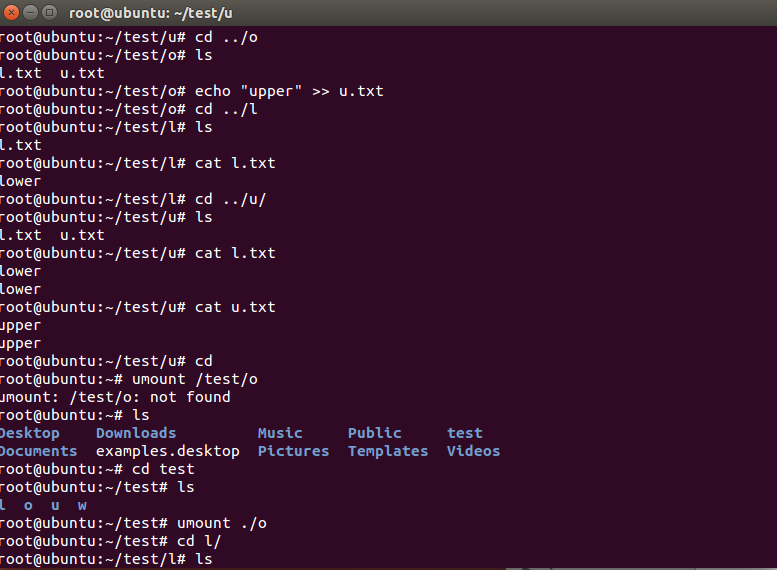 root@ubuntu: ~/test/u
root@ubuntu:~/test/u# cd ../o
root@ubuntu:~/test/o# ls
l.txt  u.txt
root@ubuntu:~/test/o# echo "upper" >> u.txt
root@ubuntu:~/test/o# cd ../l
root@ubuntu:~/test/l# ls
l.txt
root@ubuntu:~/test/l# cat l.txt
lower
root@ubuntu:~/test/l# cd ../u/
root@ubuntu:~/test/u# ls
l.txt  u.txt
root@ubuntu:~/test/u# cat l.txt
lower
lower
root@ubuntu:~/test/u# cat u.txt
upper
upper
root@ubuntu:~/test/u# cd
root@ubuntu:~# umount /test/o
umount: /test/o: not found
root@ubuntu:~# ls
Desktop    Downloads         Music     Public     test
Documents  examples.desktop  Pictures  Templates  Videos
root@ubuntu:~# cd test
root@ubuntu:~/test# ls
l  o  u  w
root@ubuntu:~/test# umount ./o
root@ubuntu:~/test# cd l/
root@ubuntu:~/test/l# ls